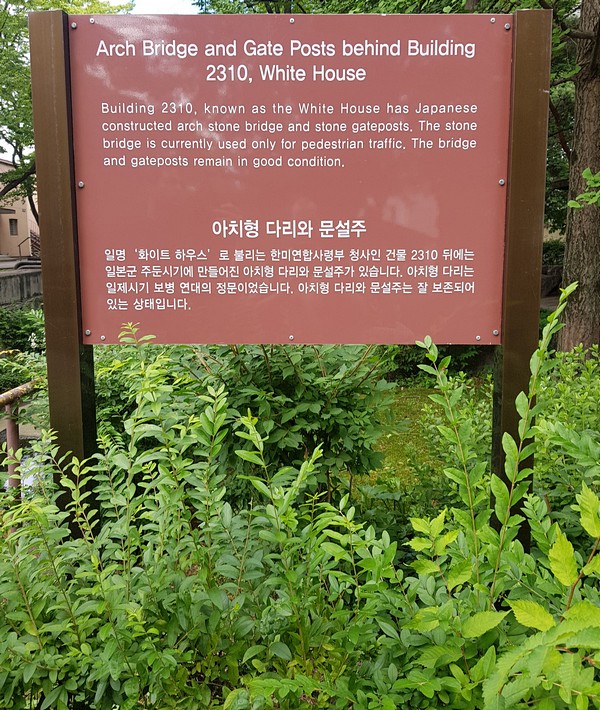 Arch Bridge and Gate Posts behind Building
2310, White House
Building 2310, known as the White House has Japanese
constructed arch stone bridge and stone gateposts. The stone
bridge is currently used only for pedestrian traffic. The bridge
and gateposts remain in good condition.
아치형 다리와 문설주
일명 '화이트 하우스' 로 불리는 한미연합사령부 청사인 건물 2310 뒤에는
일본군 주둔시기에 만들어진 아치형 다리와 문설주가 있습니다. 아치형 다리는
일제시기 보병 연대의 정문이었습니다. 아치형 다리와 문설주는 잘 보존되어
있는 상태입니다.